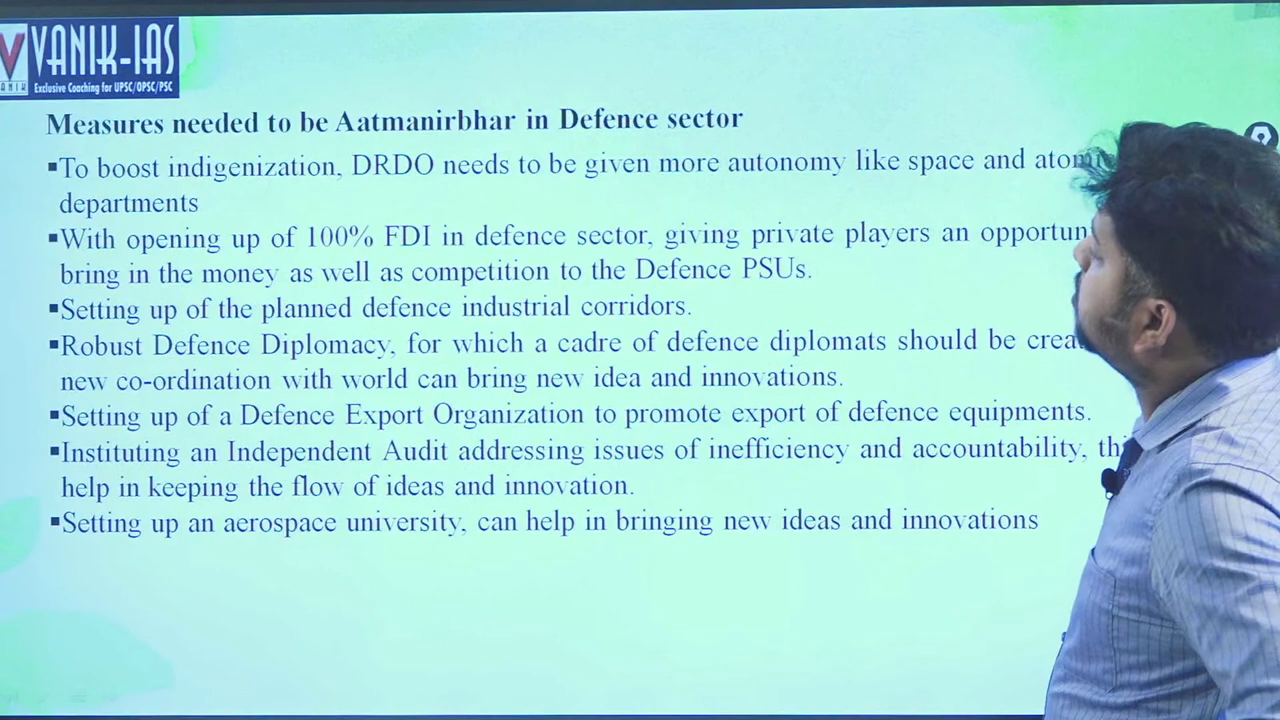 VANIK-IAS
Exclusive Coaching for UPSC/OPSC/PSC
VANIK
Measures needed to be Aatmanirbhar in Defence sector
▪To boost indigenization, DRDO needs to be given more autonomy like space and
departments
▪With opening up of 100% FDI in defence sector, giving private players an
bring in the money as well as competition to the Defence PSUs.
▪Setting up of the planned defence industrial corridors.
▪Robust Defence Diplomacy, for which a cadre of defence diplomats should be
new co-ordination with world can bring new idea and innovations.
▪Setting up of a Defence Export Organization to promote export of defence equipments.
▪Instituting an Independent Audit addressing issues of inefficiency and accountability,
help in keeping the flow of ideas and innovation.
▪Setting up an aerospace university, can help in bringing new ideas and innovations